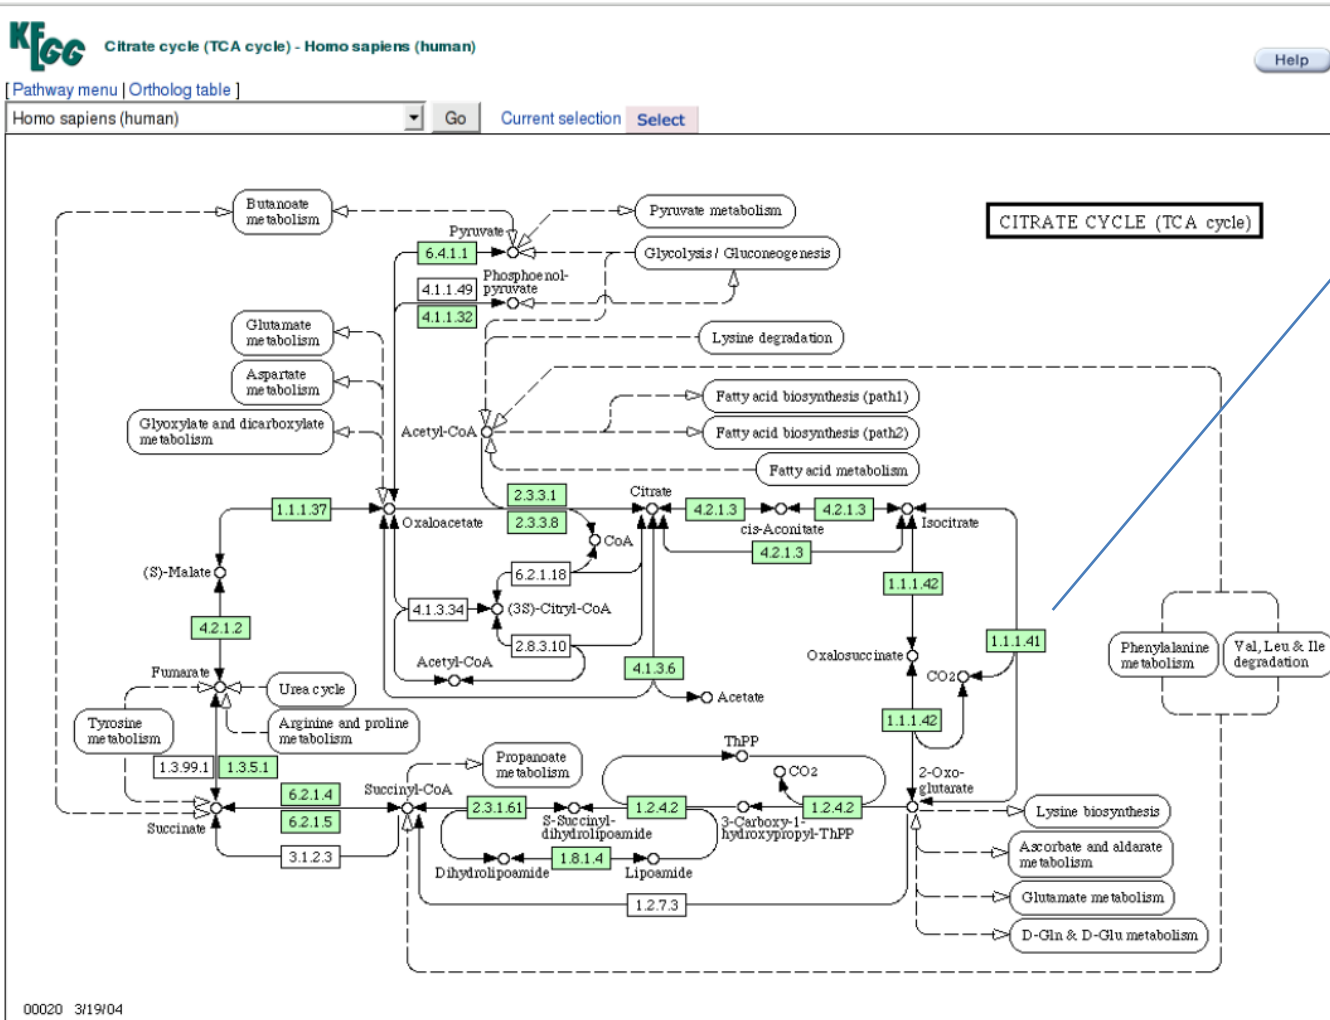 KEGG
Citrate cycle (TCA cycle) - Homo sapiens (human)
Help
[ Pathway menu | Ortholog table ]
Homo sapiens (human)
Go
Current selection
Select
CITRATE CYCLE (TCA cycle)
Butanoate
metabolism
Pyruvate metabolism
Pyruvate
6.4.1.1
Glycolysis / Gluconeogenesis
4.1.1.49
Phosphoenol-
pyruvate
4.1.1.32
Glutamate
metabolism
Lysine degradation
Aspartate
metabolism
Fatty acid biosynthesis (path1)
Glyoxylate and dicarboxylate
metabolism
Acetyl-CoA
Fatty acid biosynthesis (path2)
Fatty acid metabolism
1.1.1.37
Oxaloacetate
2.3.3.1
2.3.3.8
Citrate
4.2.1.3
cis-Aconitate
4.2.1.3
Isocitrate
4.2.1.3
CoA
(S)-Malate
6.2.1.18
1.1.1.42
4.1.3.34
(3S)-Citryl-CoA
4.2.1.2
2.8.3.10
1.1.1.41
Phenylalanine
metabolism
Val, Leu & Ile
degradation
Oxalosuccinate
Acetyl-CoA
4.1.3.6
CO2
Fumarate
Urea cycle
Acetate
Tyrosine
metabolism
Arginine and proline
metabolism
1.1.1.42
1.3.99.1
1.3.5.1
Propanoate
metabolism
ThPP
CO2
2-Oxo-
glutarate
6.2.1.4
Succinyl-CoA
2.3.1.61
1.2.4.2
1.2.4.2
Succinate
6.2.1.5
S-Succinyl-
dihydrolipoamide
3-Carboxy-1-
hydroxypropyl-ThPP
Lysine biosynthesis
3.1.2.3
1.8.1.4
Dihydrolipoamide
Lipoamide
Ascorbate and aldarate
metabolism
1.2.7.3
Glutamate metabolism
D-Gln & D-Glu metabolism
00020 3/19/04